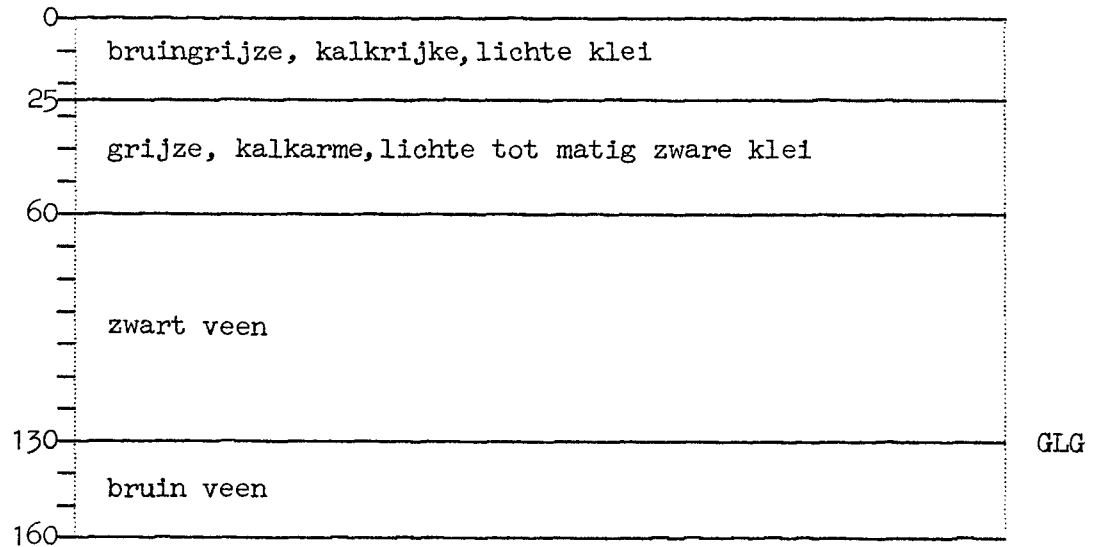 0
bruingrijze, kalkrijke, lichte klei
25
grijze, kalkarme, lichte tot matig zware klei
60
zwart veen
130 GLG
bruin veen
160